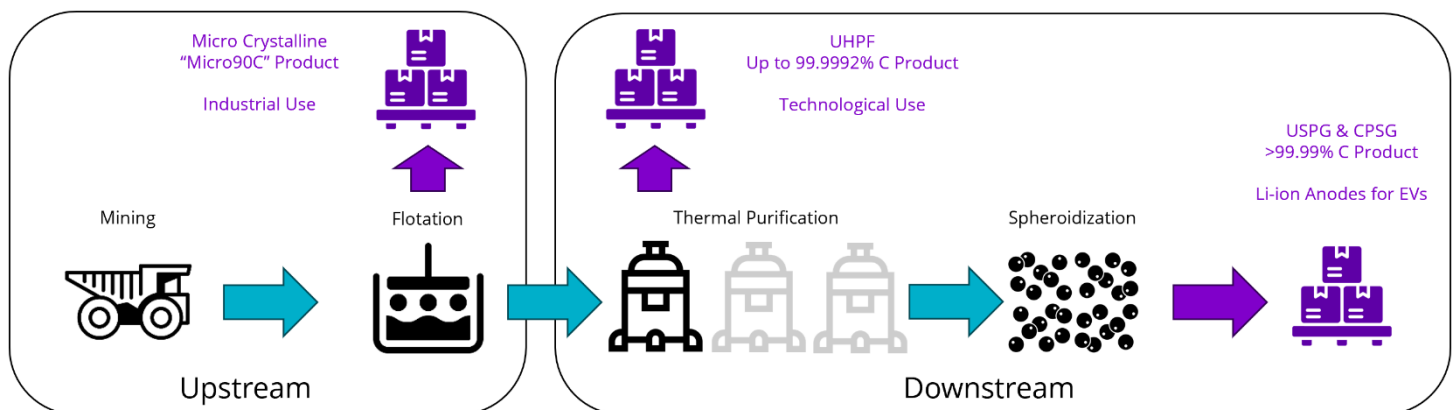 Micro Crystalline
“Micro90C” Product
Industrial Use
UHPF
Up to 99.9992% C Product
Technological Use
USPG & CPSG
>99.99% C Product
Li-ion Anodes for EVs
Mining
Flotation
Thermal Purification
Spheroidization
Upstream
Downstream